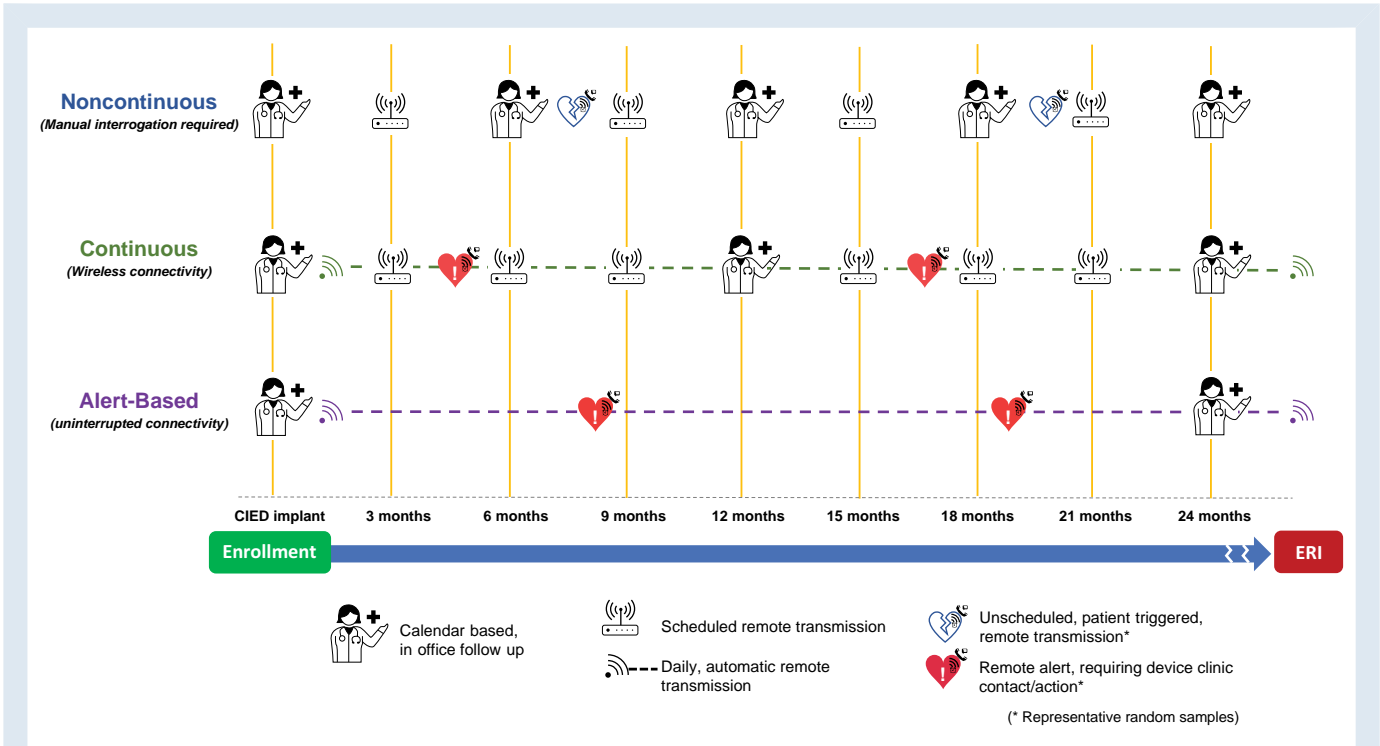 Noncontinuous
(Manual interrogation required)
Continuous
(Wireless connectivity)
Alert-Based
(uninterrupted connectivity)
CIED implant 3 months 6 months 9 months 12 months 15 months 18 months 21 months 24 months
Enrollment
ERI
Calendar based,
in office follow up
Scheduled remote transmission
Daily, automatic remote
transmission
Unscheduled, patient triggered,
remote transmission*
Remote alert, requiring device clinic
contact/action*
(* Representative random samples)